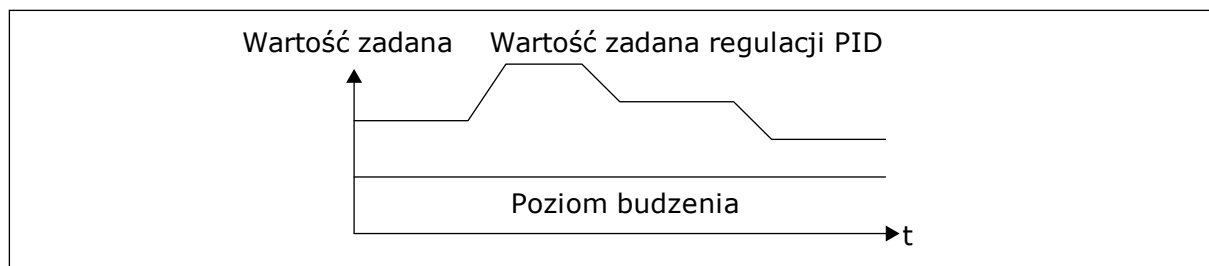 Wartość zadana
Wartość zadana regulacji PID
Poziom budzenia
t